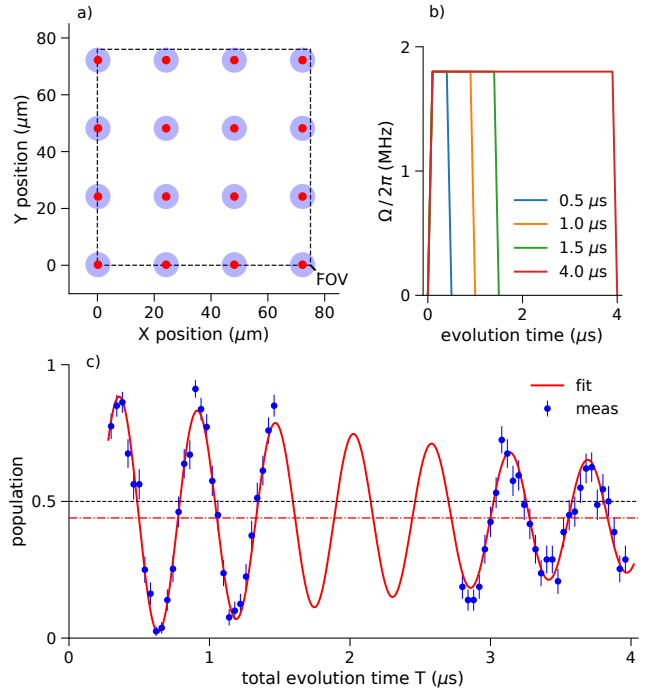 a)
80
60
40
20
0
Y position (μm)
0
20
40
60
80
X position (μm)
FOV
b)
2
1
0
Ω/2π (MHz)
0
2
4
evolution time (μs)
0.5 μs
1.0 μs
1.5 μs
4.0 μs
c)
1
0.5
0
population
0
1
2
3
4
total evolution time T (μs)
fit
meas